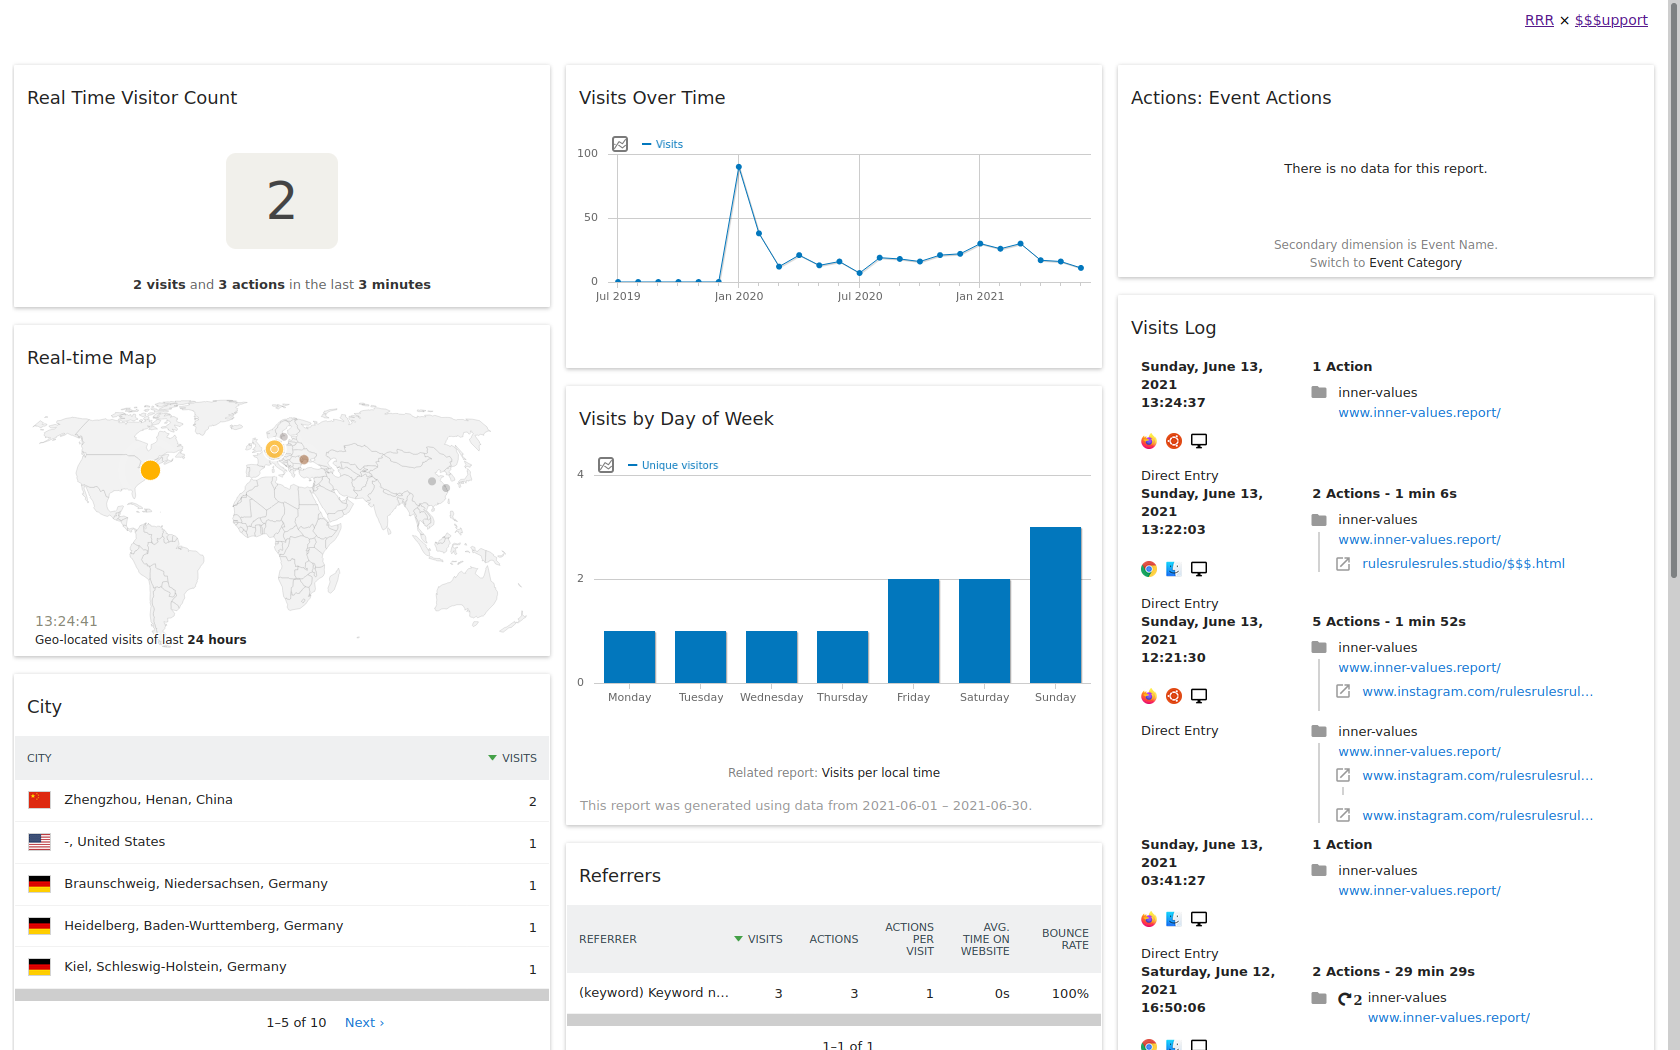 RRR × $$$upport
Real Time Visitor Count
2
2 visits and 3 actions in the last 3 minutes
Real-time Map
13:24:41
Geo-located visits of last 24 hours
City
CITY VISITS
Zhengzhou, Henan, China 2
-, United States 1
Braunschweig, Niedersachsen, Germany 1
Heidelberg, Baden-Wurttemberg, Germany 1
Kiel, Schleswig-Holstein, Germany 1
1–5 of 10 Next ›
Visits Over Time
Visits
100
50
0
Jul 2019 Jan 2020 Jul 2020 Jan 2021
Visits by Day of Week
Unique visitors
4
2
0
Monday Tuesday Wednesday Thursday Friday Saturday Sunday
Related report: Visits per local time
This report was generated using data from 2021-06-01 – 2021-06-30.
Referrers
REFERRER VISITS ACTIONS ACTIONS PER VISIT AVG. TIME ON WEBSITE BOUNCE RATE
(keyword) Keyword n... 3 3 1 0s 100%
1–1 of 1
Actions: Event Actions
There is no data for this report.
Secondary dimension is Event Name.
Switch to Event Category
Visits Log
Sunday, June 13, 2021 13:24:37
Direct Entry
1 Action
inner-values
www.inner-values.report/
Sunday, June 13, 2021 13:22:03
Direct Entry
2 Actions - 1 min 6s
inner-values
www.inner-values.report/
rulesrulesrules.studio/$$$.html
Sunday, June 13, 2021 12:21:30
Direct Entry
5 Actions - 1 min 52s
inner-values
www.inner-values.report/
www.instagram.com/rulesrulesrul...
inner-values
www.inner-values.report/
www.instagram.com/rulesrulesrul...
www.instagram.com/rulesrulesrul...
Sunday, June 13, 2021 03:41:27
Direct Entry
1 Action
inner-values
www.inner-values.report/
Saturday, June 12, 2021 16:50:06
2 Actions - 29 min 29s
2 inner-values
www.inner-values.report/